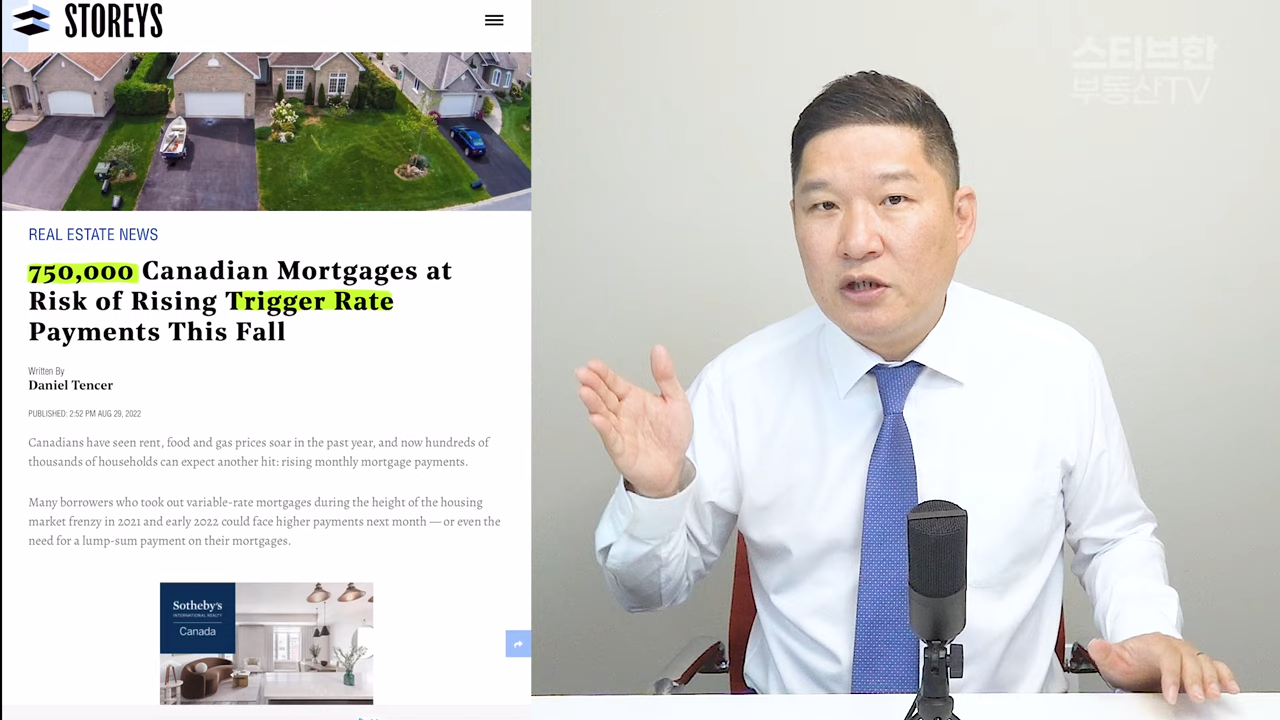 STOREYS
스티브한
부동산TV
REAL ESTATE NEWS
750,000 Canadian Mortgages at
Risk of Rising Trigger Rate
Payments This Fall
Written By
Daniel Tencer
PUBLISHED: 2:52 PM AUG 29, 2022
Canadians have seen rent, food and gas prices soar in the past year, and now hundreds of
thousands of households can expect another hit: rising monthly mortgage payments.
Many borrowers who took out variable-rate mortgages during the height of the housing
market frenzy in 2021 and early 2022 could face higher payments next month — or even the
need for a lump-sum payment on their mortgages.
Sotheby's
INTERNATIONAL REALTY
Canada